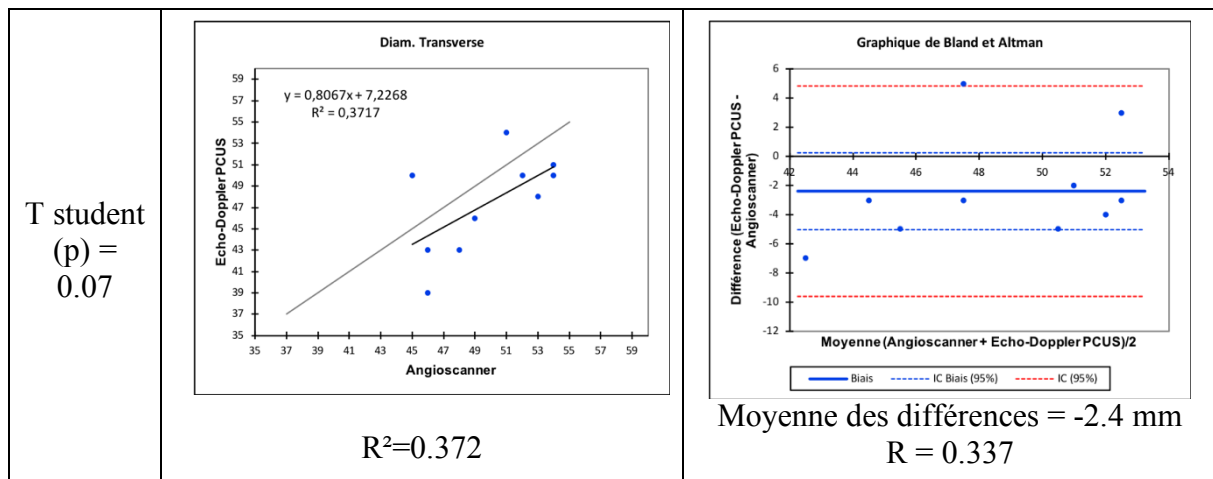 T student
(p) =
0.07
Diam. Transverse
y = 0,8067x + 7,2268
R² = 0,3717
Echo-Doppler PCUS
59
57
55
53
51
49
47
45
43
41
39
37
35
35 37 39 41 43 45 47 49 51 53 55 57 59
Angioscanner
R²=0.372
Graphique de Bland et Altman
Différence (Echo-Doppler PCUS -
Angioscanner)
6
4
2
0
-2
-4
-6
-8
-10
-12
42 44 46 48 50 52 54
Moyenne (Angioscanner + Echo-Doppler PCUS)/2
Biais IC Biais (95%) IC (95%)
Moyenne des différences = -2.4 mm
R = 0.337